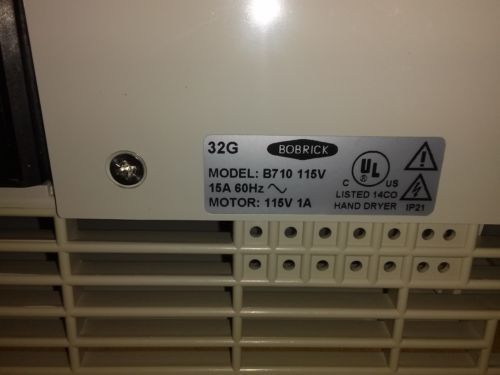 32G BOBRICK
MODEL: B710 115V
15A 60Hz ~
MOTOR: 115V 1A
C UL US
LISTED 14CO
HAND DRYER
IP21